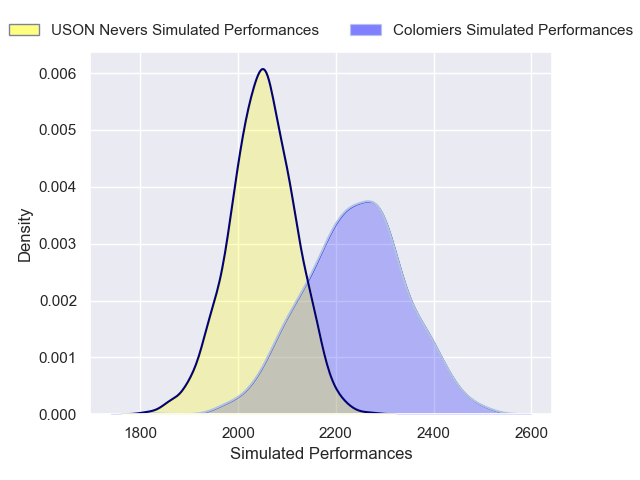 USON Nevers Simulated Performances Colomiers Simulated Performances
0.006
0.005
0.004
0.003
0.002
0.001
0.000
Density
1800 2000 2200 2400 2600
Simulated Performances